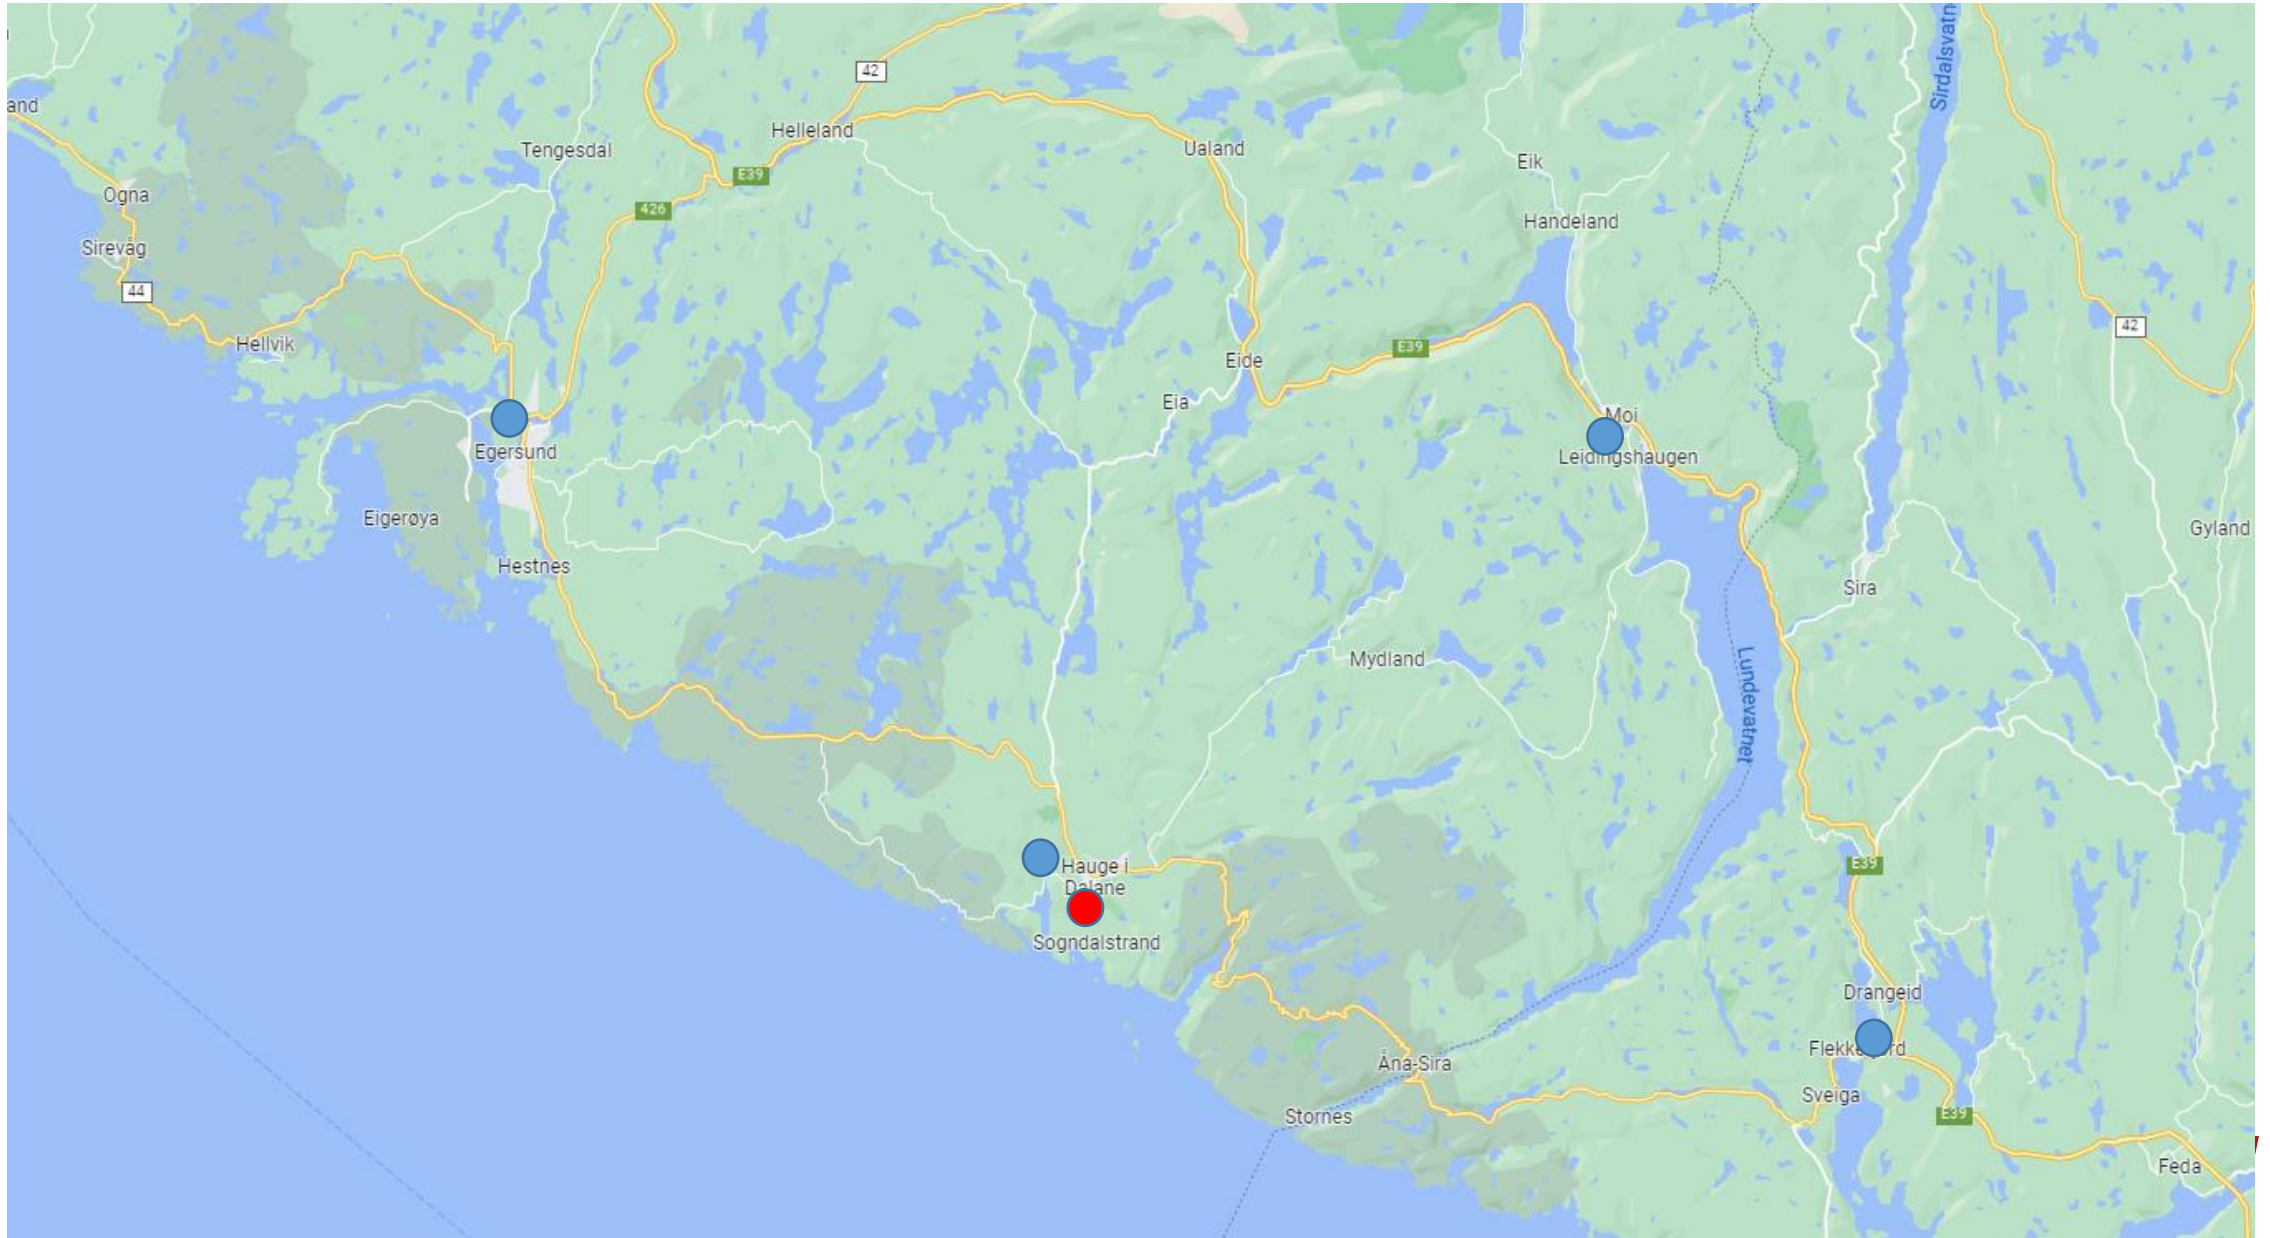 Sirdalsvatn
42
and
Helleland
Tengesdal
Ualand
Eik
E39
Ogna
426
Handeland
Sirevåg
44
42
Hellvik
E39
Eide
Eia
Moi
Egersund
Leidingshaugen
Eigerøya
Gyland
Hestnes
Sira
Mydland
Lundevatnet
Hauge i
Dalane
E39
Sogndalstrand
Drangeid
Flekkefjord
Åna-Sira
Sveiga
Stornes
E39
Feda